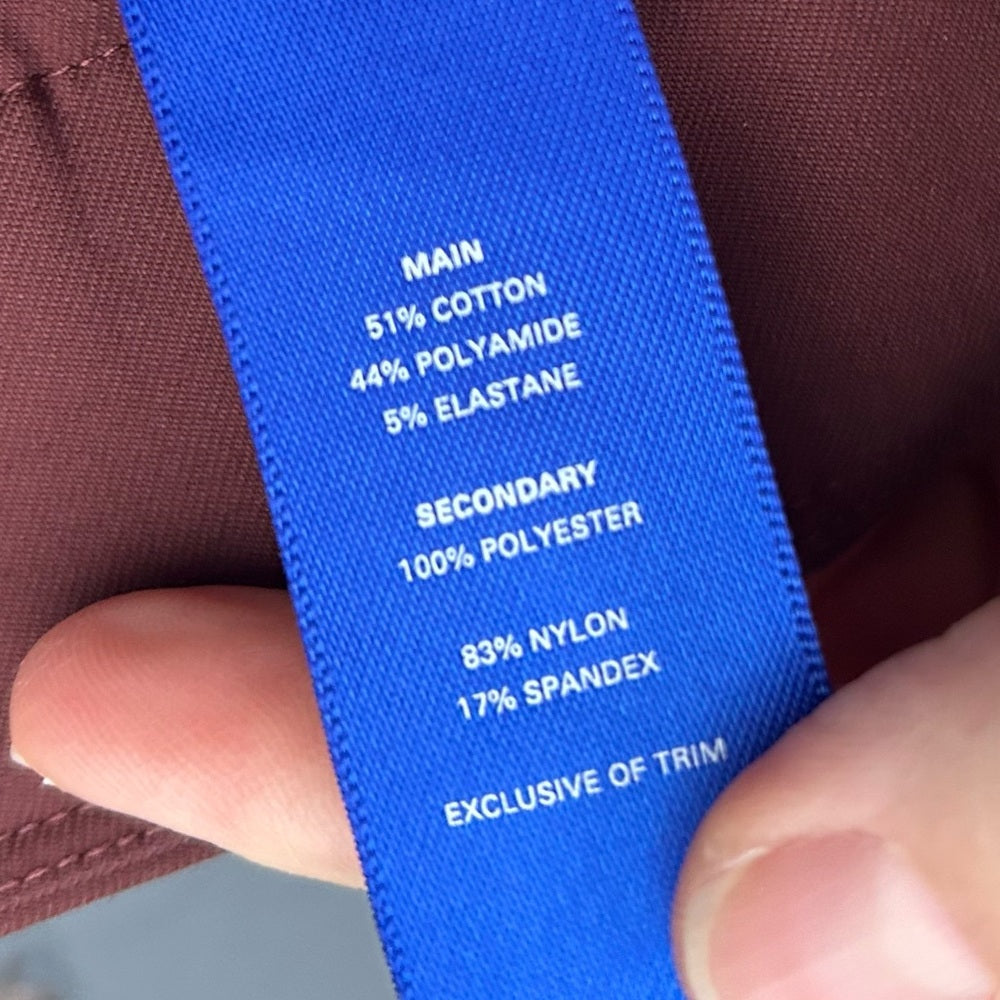 MAIN
51% COTTON
44% POLYAMIDE
5% ELASTANE
SECONDARY
100% POLYESTER
83% NYLON
17% SPANDEX
EXCLUSIVE OF TRIM